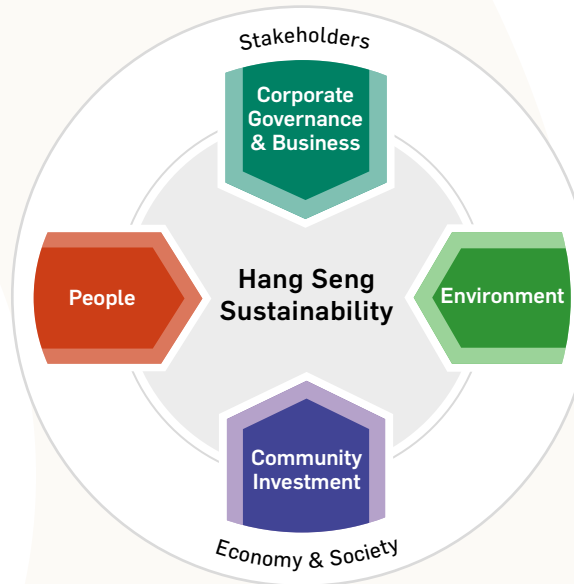 Stakeholders
Corporate
Governance
& Business
People
Hang Seng
Sustainability
Environment
Community
Investment
Economy & Society